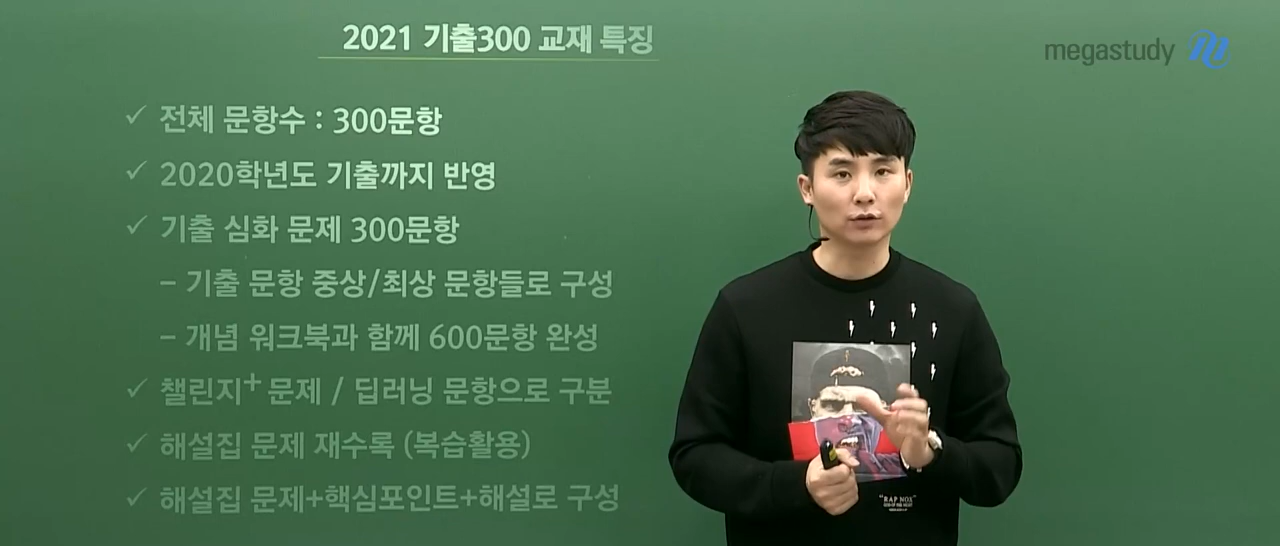 2021 기출300 교재 특징
megastudy
✓ 전체 문항수 : 300문항
✓ 2020학년도 기출까지 반영
✓ 기출 심화 문제 300문항
– 기출 문항 중상/최상 문항들로 구성
– 개념 워크북과 함께 600문항 완성
✓ 챌린지+ 문제 / 딥러닝 문항으로 구분
✓ 해설집 문제 재수록 (복습활용)
✓ 해설집 문제+핵심포인트+해설로 구성
"RAP NOX"